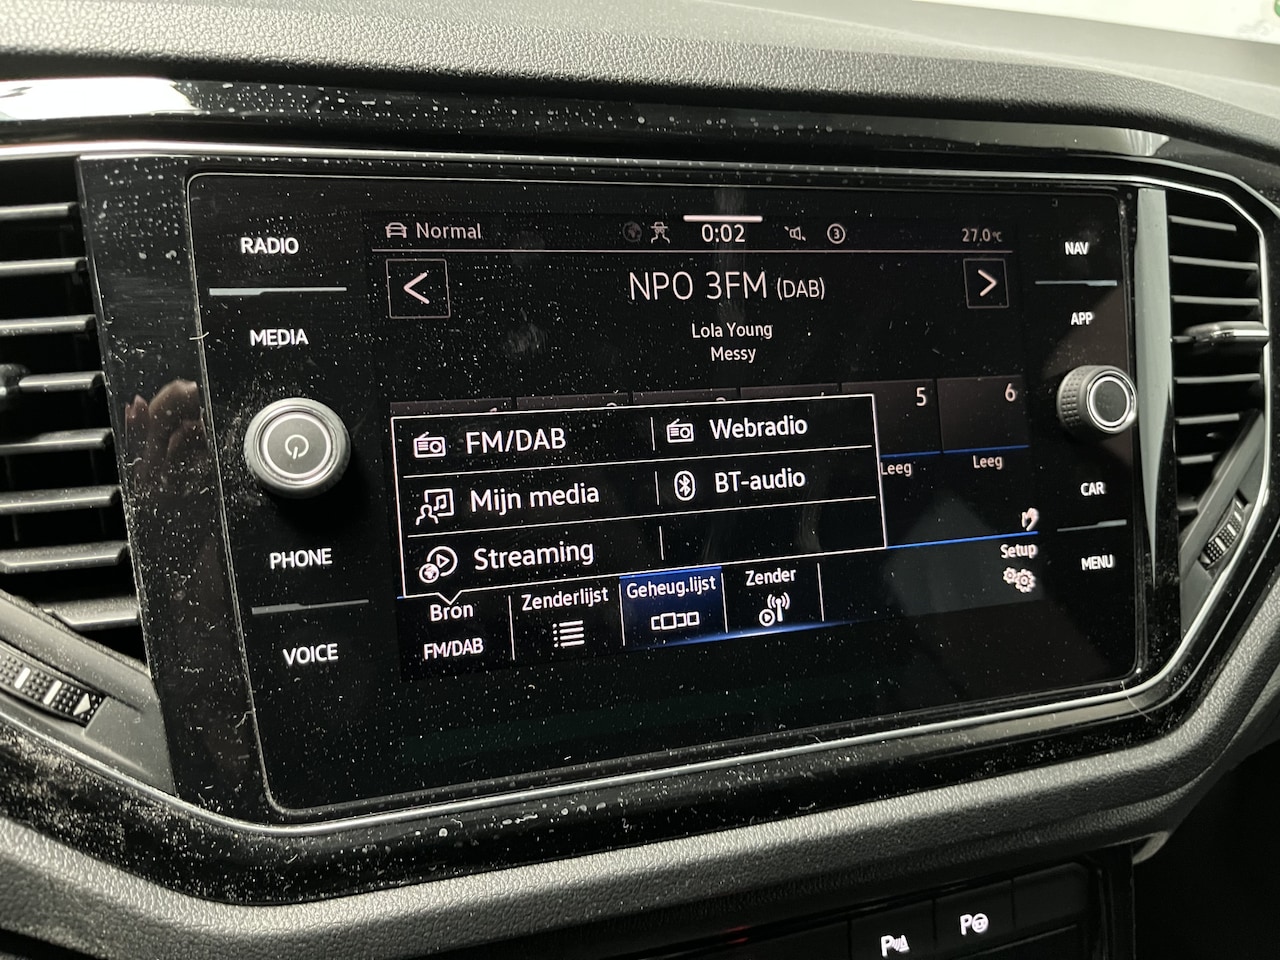 RADIO
MEDIA
PHONE
VOICE
Normal
0:02
3
27.0°C
<
NPO 3FM (DAB)
>
Lola Young
Messy
5
6
Leeg
Leeg
FM/DAB
Webradio
Mijn media
BT-audio
Streaming
Bron
FM/DAB
Zenderlijst
Geheug.lijst
Zender
Setup
NAV
APP
CAR
MENU
P
P